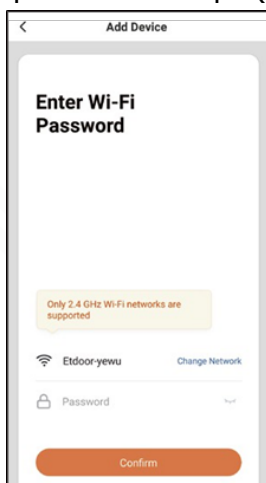 Add Device
Enter Wi-Fi
Password
Only 2.4 GHz Wi-Fi networks are
supported
Etdoor-yewu Change Network
Password
Confirm